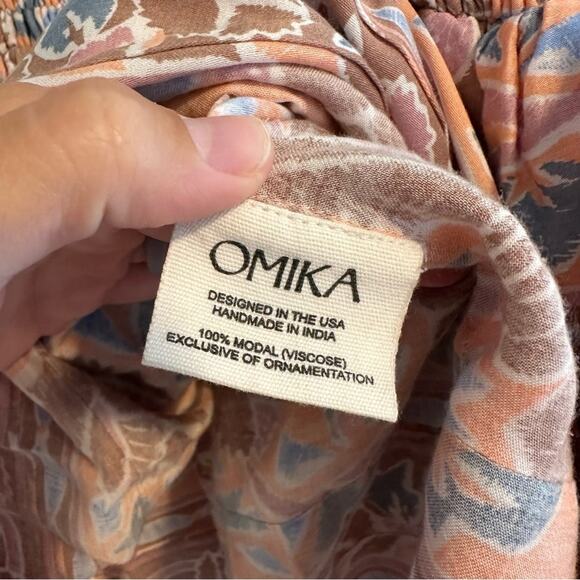 OMIKA
DESIGNED IN THE USA
HANDMADE IN INDIA
100% MODAL (VISCOSE)
EXCLUSIVE OF ORNAMENTATION